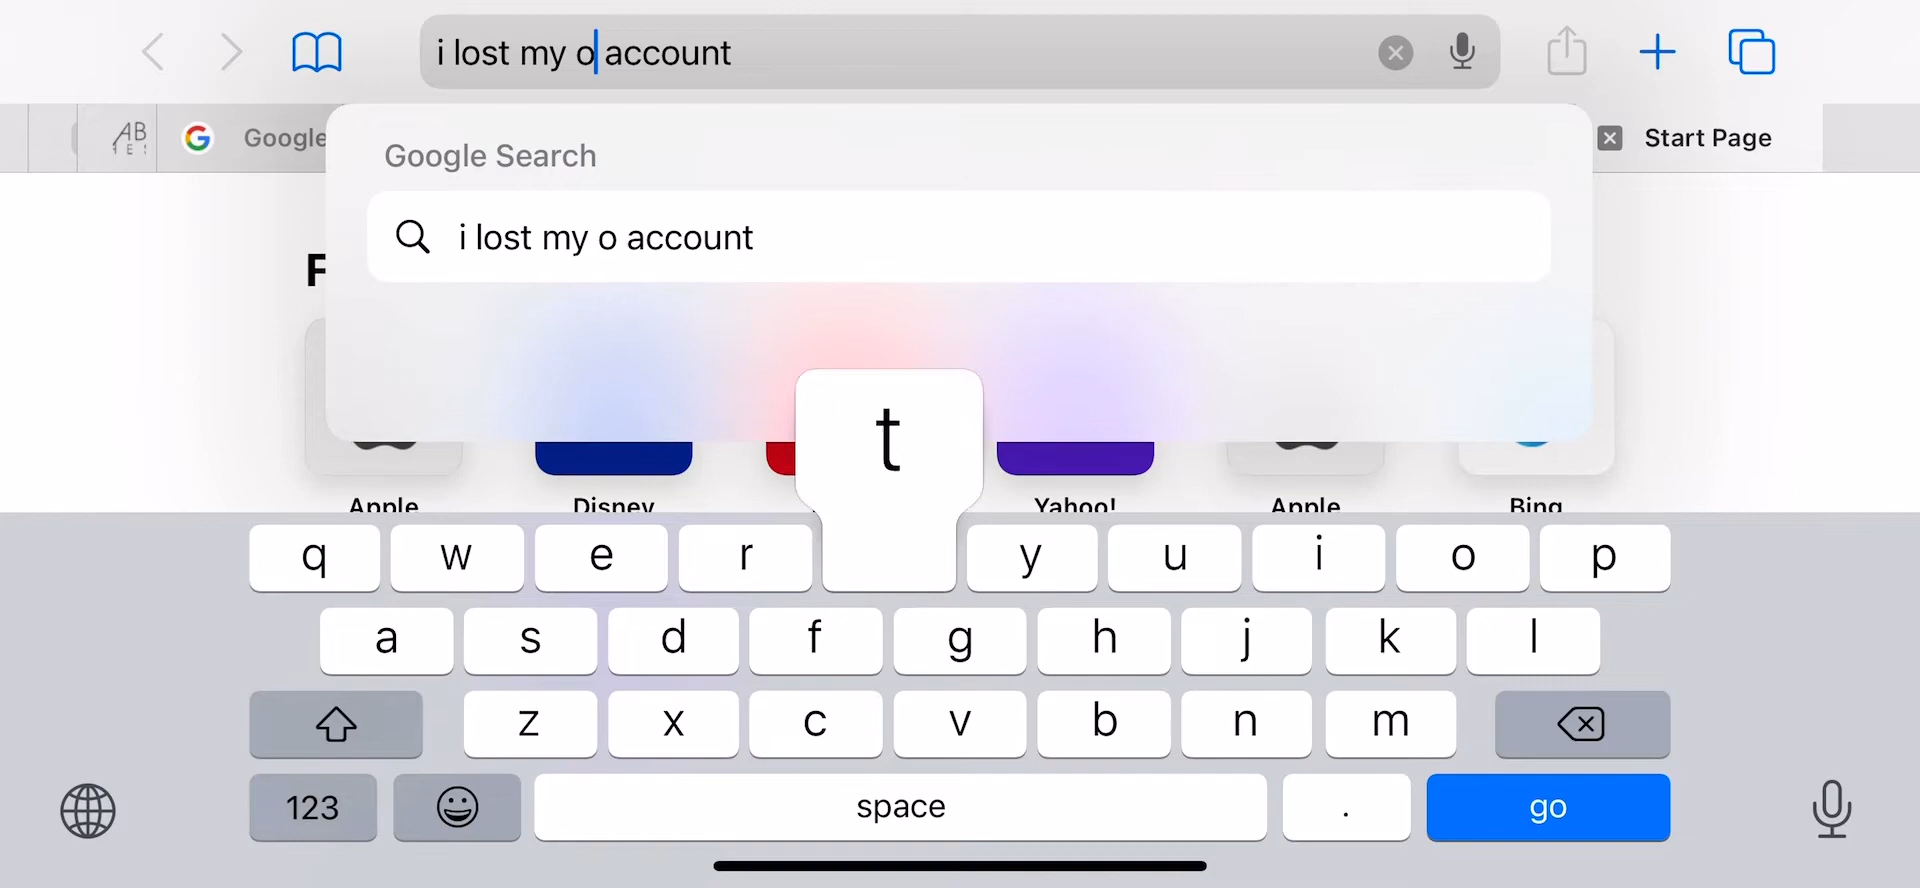 i lost my o account
AB
Google
Start Page
Google Search
i lost my o account
F
t
Apple
Disney
Yahoo!
Apple
Bing
q w e r y u i o p
a s d f g h j k l
z x c v b n m
123
space
.
go